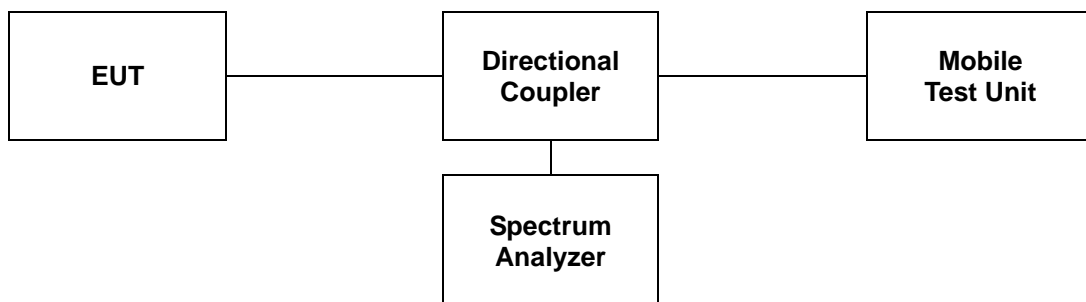 EUT
Directional
Coupler
Mobile
Test Unit
Spectrum
Analyzer